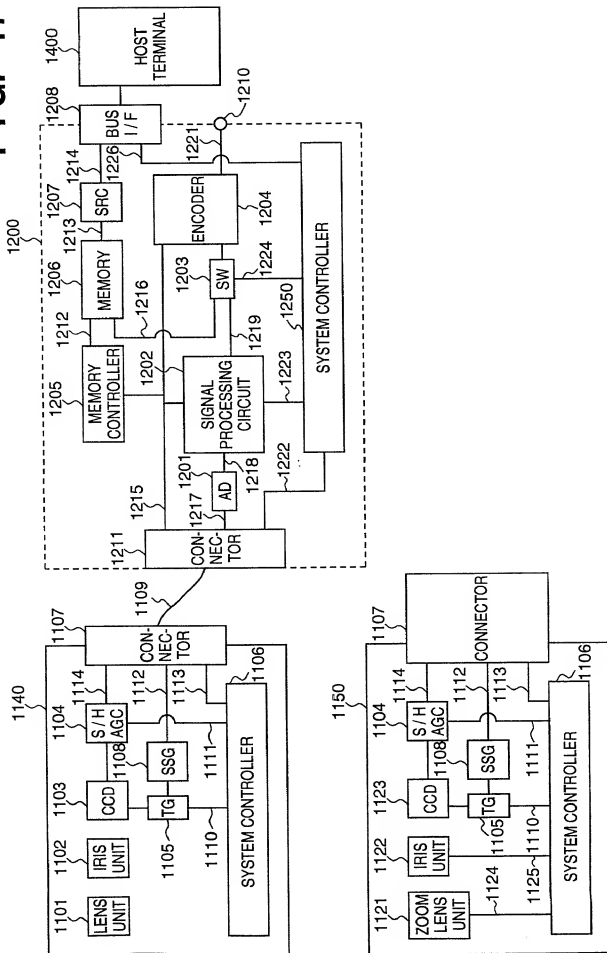 1400
HOST
TERMINAL
1208
BUS
I/F
1210
1200
1214
1226
1221
1207
SRC
1213
1206
MEMORY
1212
1216
1205
MEMORY
CONTROLLER
ENCODER
1204
1203
SW
1224
1219
1202
SIGNAL
PROCESSING
CIRCUIT
1250
1223
SYSTEM CONTROLLER
1201
1218
AD
1217
1222
1215
1211
CON-
NEC-
TOR
1109
1140
1107
CON-
NEC-
TOR
1106
1114
1112
1113
1104
S/H
AGC
1108
SSG
1111
1103
CCD
TG
1105
1110
1102
IRIS
UNIT
1101
LENS
UNIT
SYSTEM CONTROLLER
1150
1107
CONNECTOR
1106
1114
1112
1113
1104
S/H
AGC
1108
SSG
1111
1123
CCD
TG
1105
1110
1122
IRIS
UNIT
1125
1121
ZOOM
LENS
UNIT
1124
SYSTEM CONTROLLER